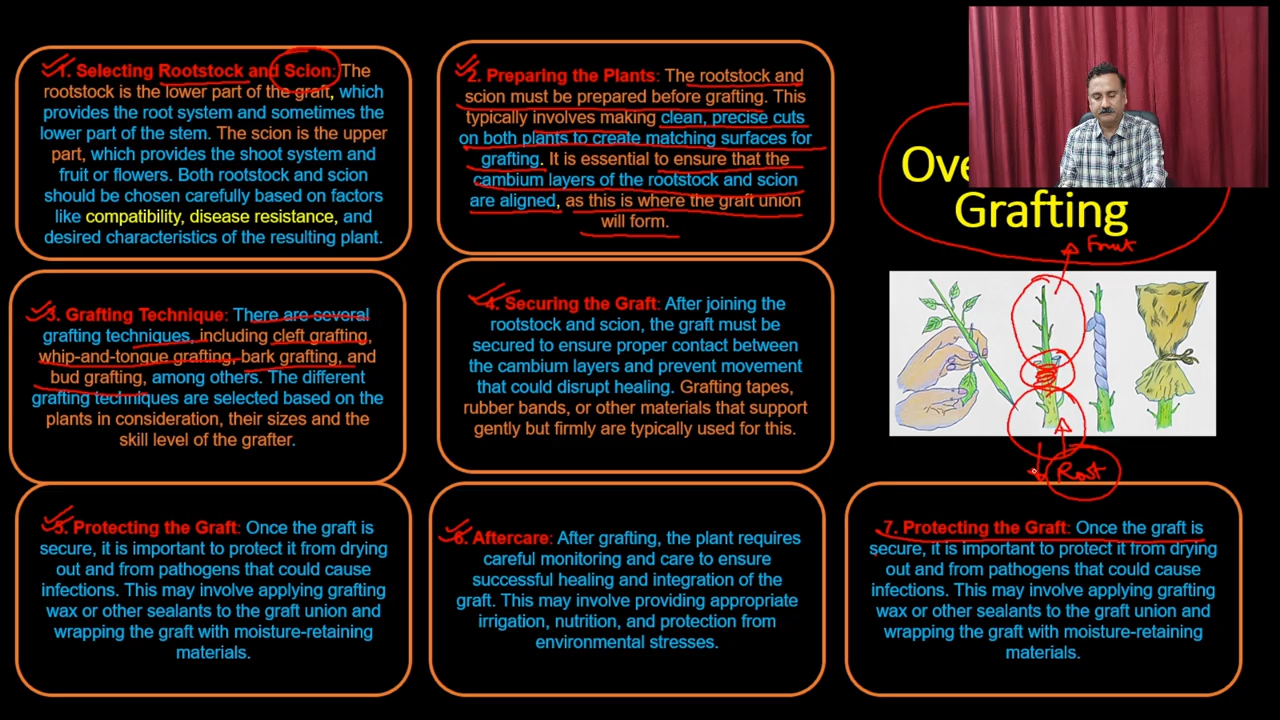 1. Selecting Rootstock and Scion: The
rootstock is the lower part of the graft, which
provides the root system and sometimes the
lower part of the stem. The scion is the upper
part, which provides the shoot system and
fruit or flowers. Both rootstock and scion
should be chosen carefully based on factors
like compatibility, disease resistance, and
desired characteristics of the resulting plant.
2. Preparing the Plants: The rootstock and
scion must be prepared before grafting. This
typically involves making clean, precise cuts
on both plants to create matching surfaces for
grafting. It is essential to ensure that the
cambium layers of the rootstock and scion
are aligned, as this is where the graft union
will form.
Grafting
Fruit
3. Grafting Technique: There are several
grafting techniques, including cleft grafting,
whip-and-tongue grafting, bark grafting, and
bud grafting, among others. The different
grafting techniques are selected based on the
plants in consideration, their sizes and the
skill level of the grafter.
4. Securing the Graft: After joining the
rootstock and scion, the graft must be
secured to ensure proper contact between
the cambium layers and prevent movement
that could disrupt healing. Grafting tapes,
rubber bands, or other materials that support
gently but firmly are typically used for this.
Root
5. Protecting the Graft: Once the graft is
secure, it is important to protect it from drying
out and from pathogens that could cause
infections. This may involve applying grafting
wax or other sealants to the graft union and
wrapping the graft with moisture-retaining
materials.
6. Aftercare: After grafting, the plant requires
careful monitoring and care to ensure
successful healing and integration of the
graft. This may involve providing appropriate
irrigation, nutrition, and protection from
environmental stresses.
7. Protecting the Graft: Once the graft is
secure, it is important to protect it from drying
out and from pathogens that could cause
infections. This may involve applying grafting
wax or other sealants to the graft union and
wrapping the graft with moisture-retaining
materials.